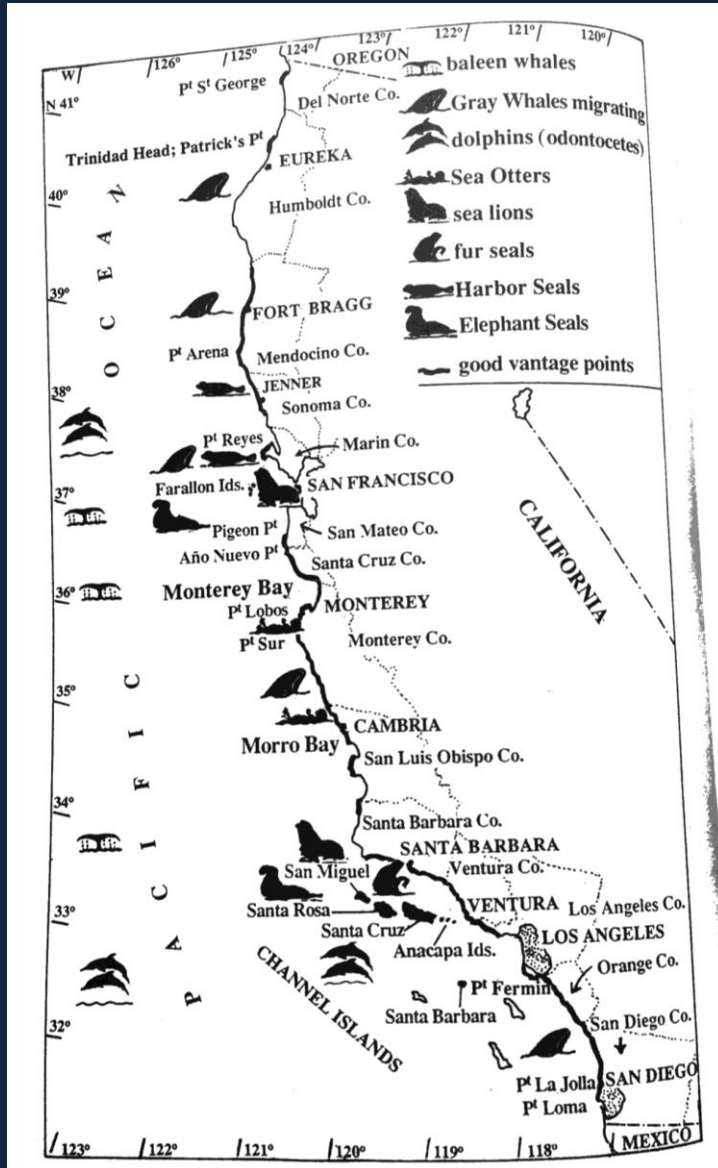 W
126°
125°
124°
123°
122°
121°
120°
OREGON
Pᵗ Sᵗ George
N 41°
Del Norte Co.
Trinidad Head; Patrick's Pᵗ
EUREKA
40°
Humboldt Co.
39°
FORT BRAGG
Pᵗ Arena
Mendocino Co.
38°
JENNER
Sonoma Co.
Pᵗ Reyes
Marin Co.
Farallon Ids.
SAN FRANCISCO
37°
Pigeon Pᵗ
San Mateo Co.
Año Nuevo Pᵗ
Santa Cruz Co.
36°
Monterey Bay
Pᵗ Lobos
MONTEREY
Pᵗ Sur
Monterey Co.
35°
CAMBRIA
Morro Bay
San Luis Obispo Co.
34°
Santa Barbara Co.
SANTA BARBARA
San Miguel
Ventura Co.
Santa Rosa
VENTURA
Los Angeles Co.
33°
Santa Cruz
LOS ANGELES
Anacapa Ids.
Orange Co.
Pᵗ Fermin
Santa Barbara
San Diego Co.
32°
CHANNEL ISLANDS
Pᵗ La Jolla
SAN DIEGO
Pᵗ Loma
MEXICO
123°
122°
121°
120°
119°
118°
PACIFIC OCEAN
CALIFORNIA
baleen whales
Gray Whales migrating
dolphins (odontocetes)
Sea Otters
sea lions
fur seals
Harbor Seals
Elephant Seals
good vantage points